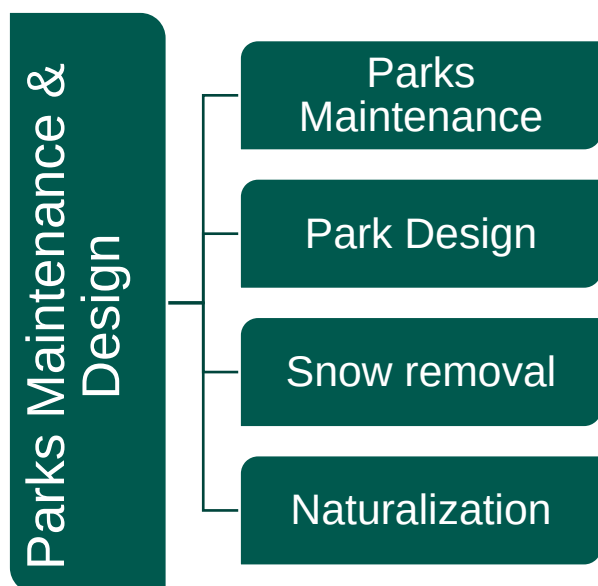 Parks Maintenance &
Design
Parks
Maintenance
Park Design
Snow removal
Naturalization